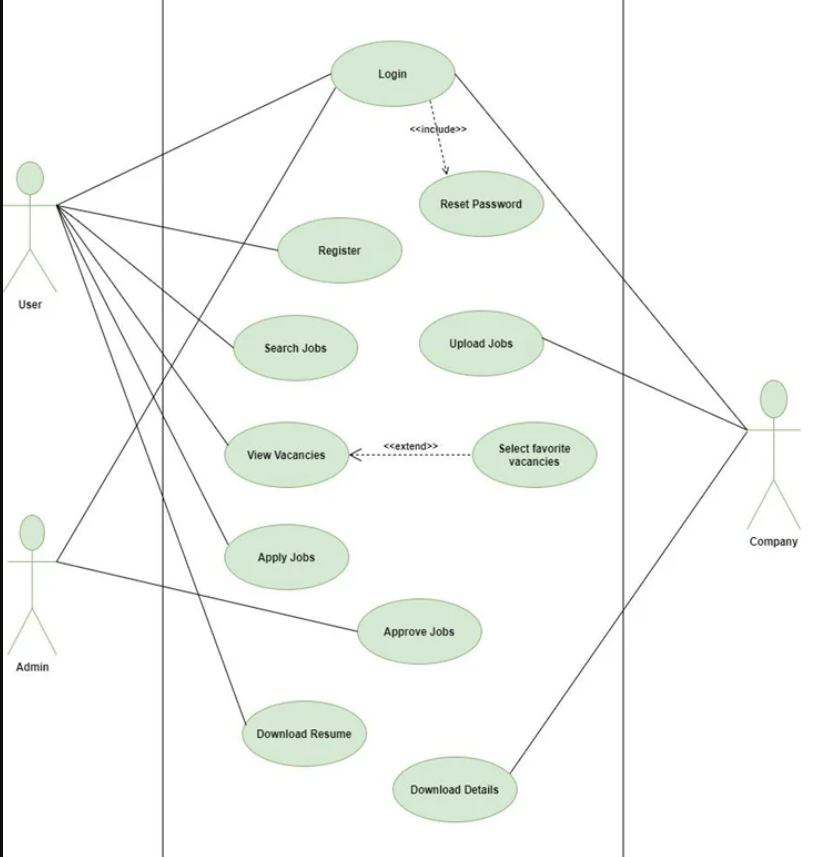 Login
<<include>>
Reset Password
Register
User
Search Jobs
Upload Jobs
View Vacancies
<<extend>>
Select favorite
vacancies
Company
Apply Jobs
Approve Jobs
Admin
Download Resume
Download Details